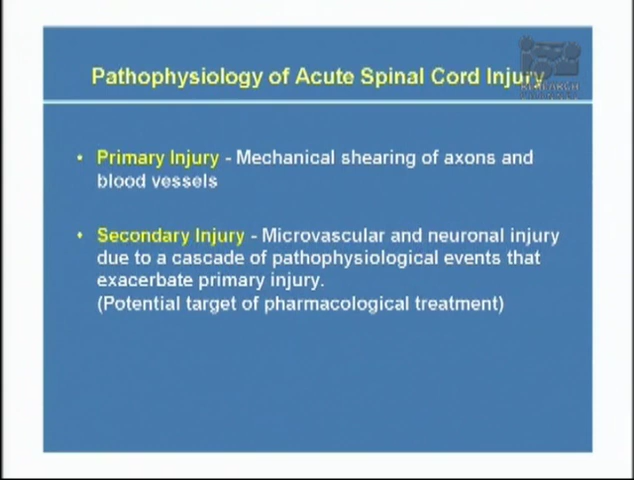 Pathophysiology of Acute Spinal Cord Injury
RESEARCH
• Primary Injury - Mechanical shearing of axons and
blood vessels
• Secondary Injury - Microvascular and neuronal injury
due to a cascade of pathophysiological events that
exacerbate primary injury.
(Potential target of pharmacological treatment)